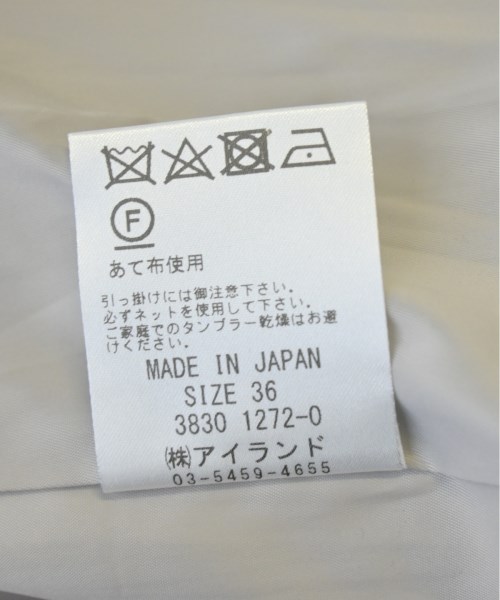 F
あて布使用
引っ掛けには御注意下さい。
必ずネットを使用して下さい。
ご家庭でのタンブラー乾燥はお避
けください。
MADE IN JAPAN
SIZE 36
3830 1272-0
㈱アイランド
03-5459-4655